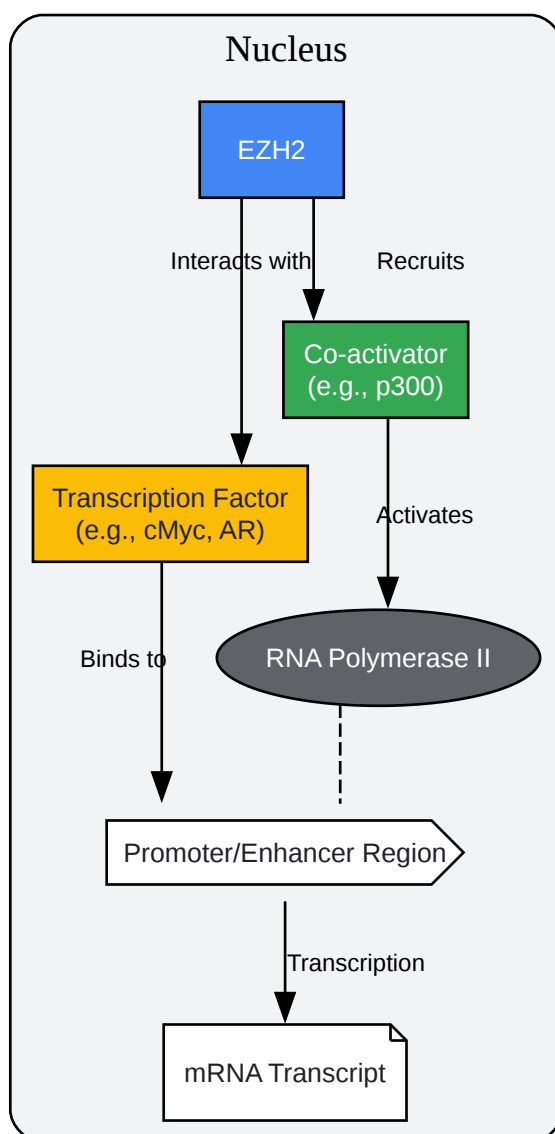 Nucleus
EZH2
Interacts with
Recruits
Co-activator
(e.g., p300)
Transcription Factor
(e.g., cMyc, AR)
Activates
Binds to
RNA Polymerase II
Promoter/Enhancer Region
Transcription
mRNA Transcript